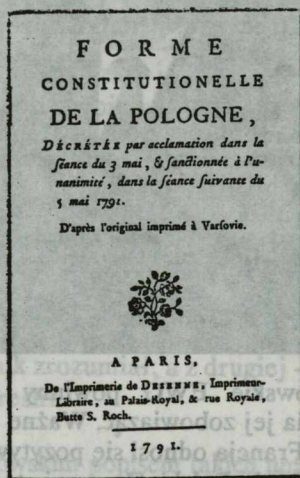 FORME
CONSTITUTIONELLE
DE LA POLOGNE,
DÉCRÉTÉE par acclamation dans la
ſéance du 3 mai, & ſanctionnée à l'u-
nanimité, dans la ſéance ſuivante du
5 mai 1791.
D'après l'original imprimé à Varſovie.
A PARIS,
De l'Imprimerie de DESENNE, Imprimeur-
Libraire, au Palais-Royal, & rue Royale,
Butte S. Roch.
1791.